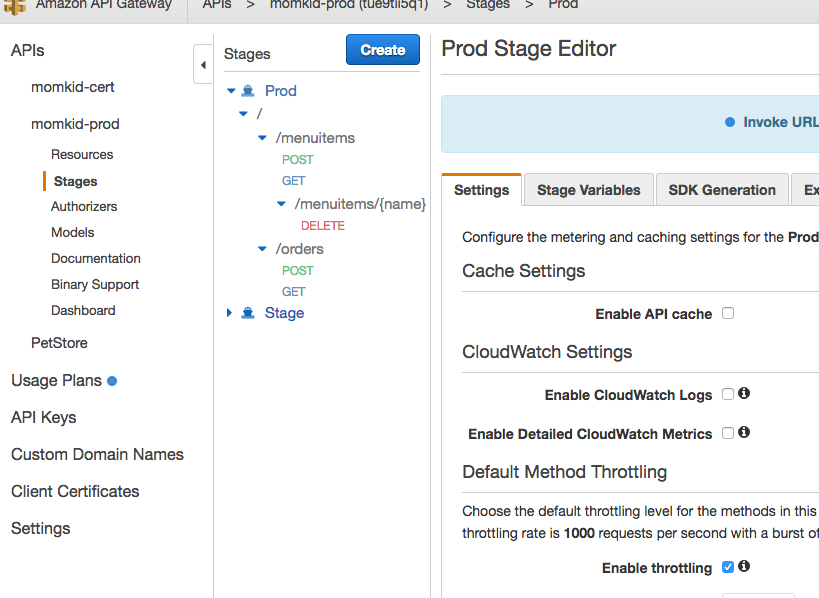 Amazon API Gateway
APIs > momkid-prod (tue9tii5q1) > Stages > Prod
APIs
momkid-cert
momkid-prod
Resources
Stages
Authorizers
Models
Documentation
Binary Support
Dashboard
PetStore
Usage Plans
API Keys
Custom Domain Names
Client Certificates
Settings
Stages
Create
Prod
/
/menuitems
POST
GET
/menuitems/{name}
DELETE
/orders
POST
GET
Stage
Prod Stage Editor
Invoke URL
Settings Stage Variables SDK Generation Ex
Configure the metering and caching settings for the Prod
Cache Settings
Enable API cache
CloudWatch Settings
Enable CloudWatch Logs
Enable Detailed CloudWatch Metrics
Default Method Throttling
Choose the default throttling level for the methods in this
throttling rate is 1000 requests per second with a burst of
Enable throttling